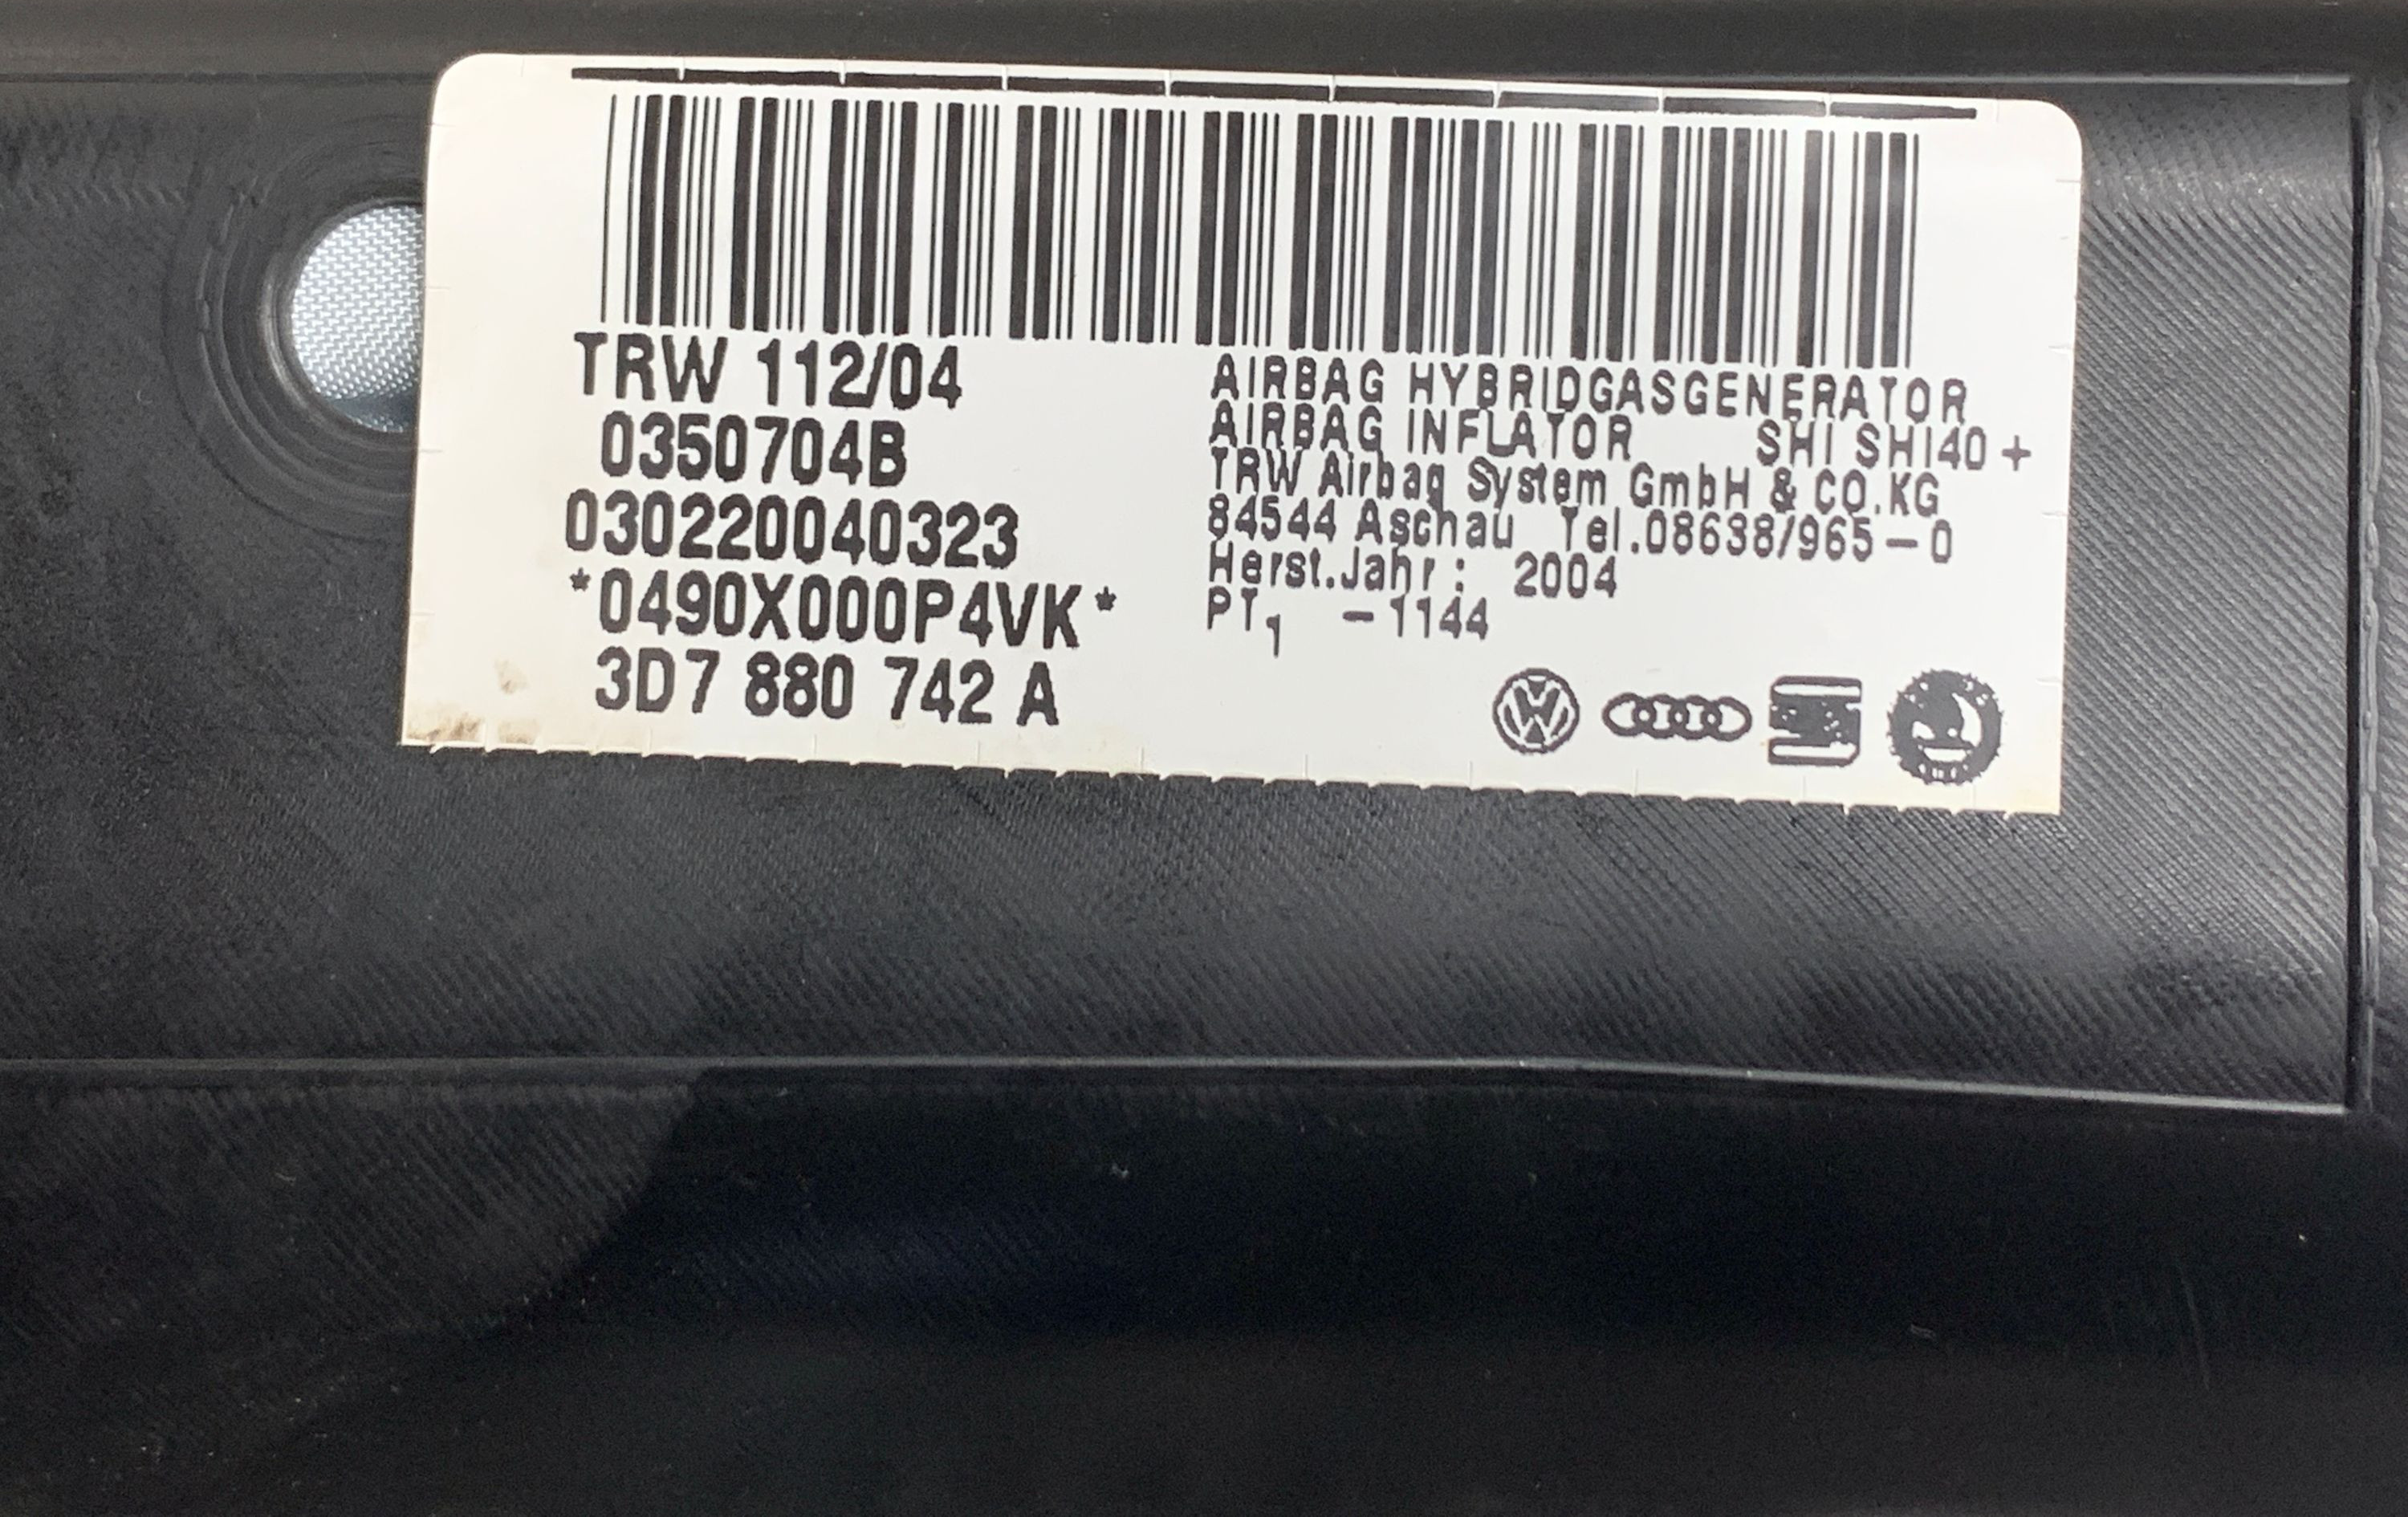 TRW 112/04
0350704B
030220040323
*0490X000P4VK*
3D7 880 742 A
AIRBAG HYBRIDGASGENERATOR
AIRBAG INFLATOR SHI SHI40 +
TRW Airbag System GmbH & CO.KG
84544 Aschau Tel.08638/965-0
Herst.Jahr: 2004
PT1 -1144